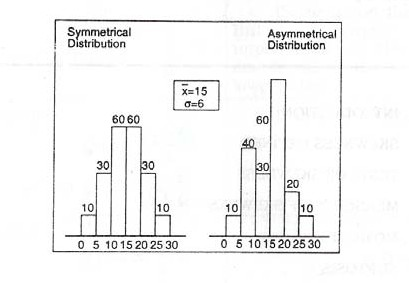 Symmetrical
Distribution
Asymmetrical
Distribution
x̄=15
σ=6
60 60
30 30
10 10
0 5 10 15 20 25 30
60
40
30
20
10 10
0 5 10 15 20 25 30